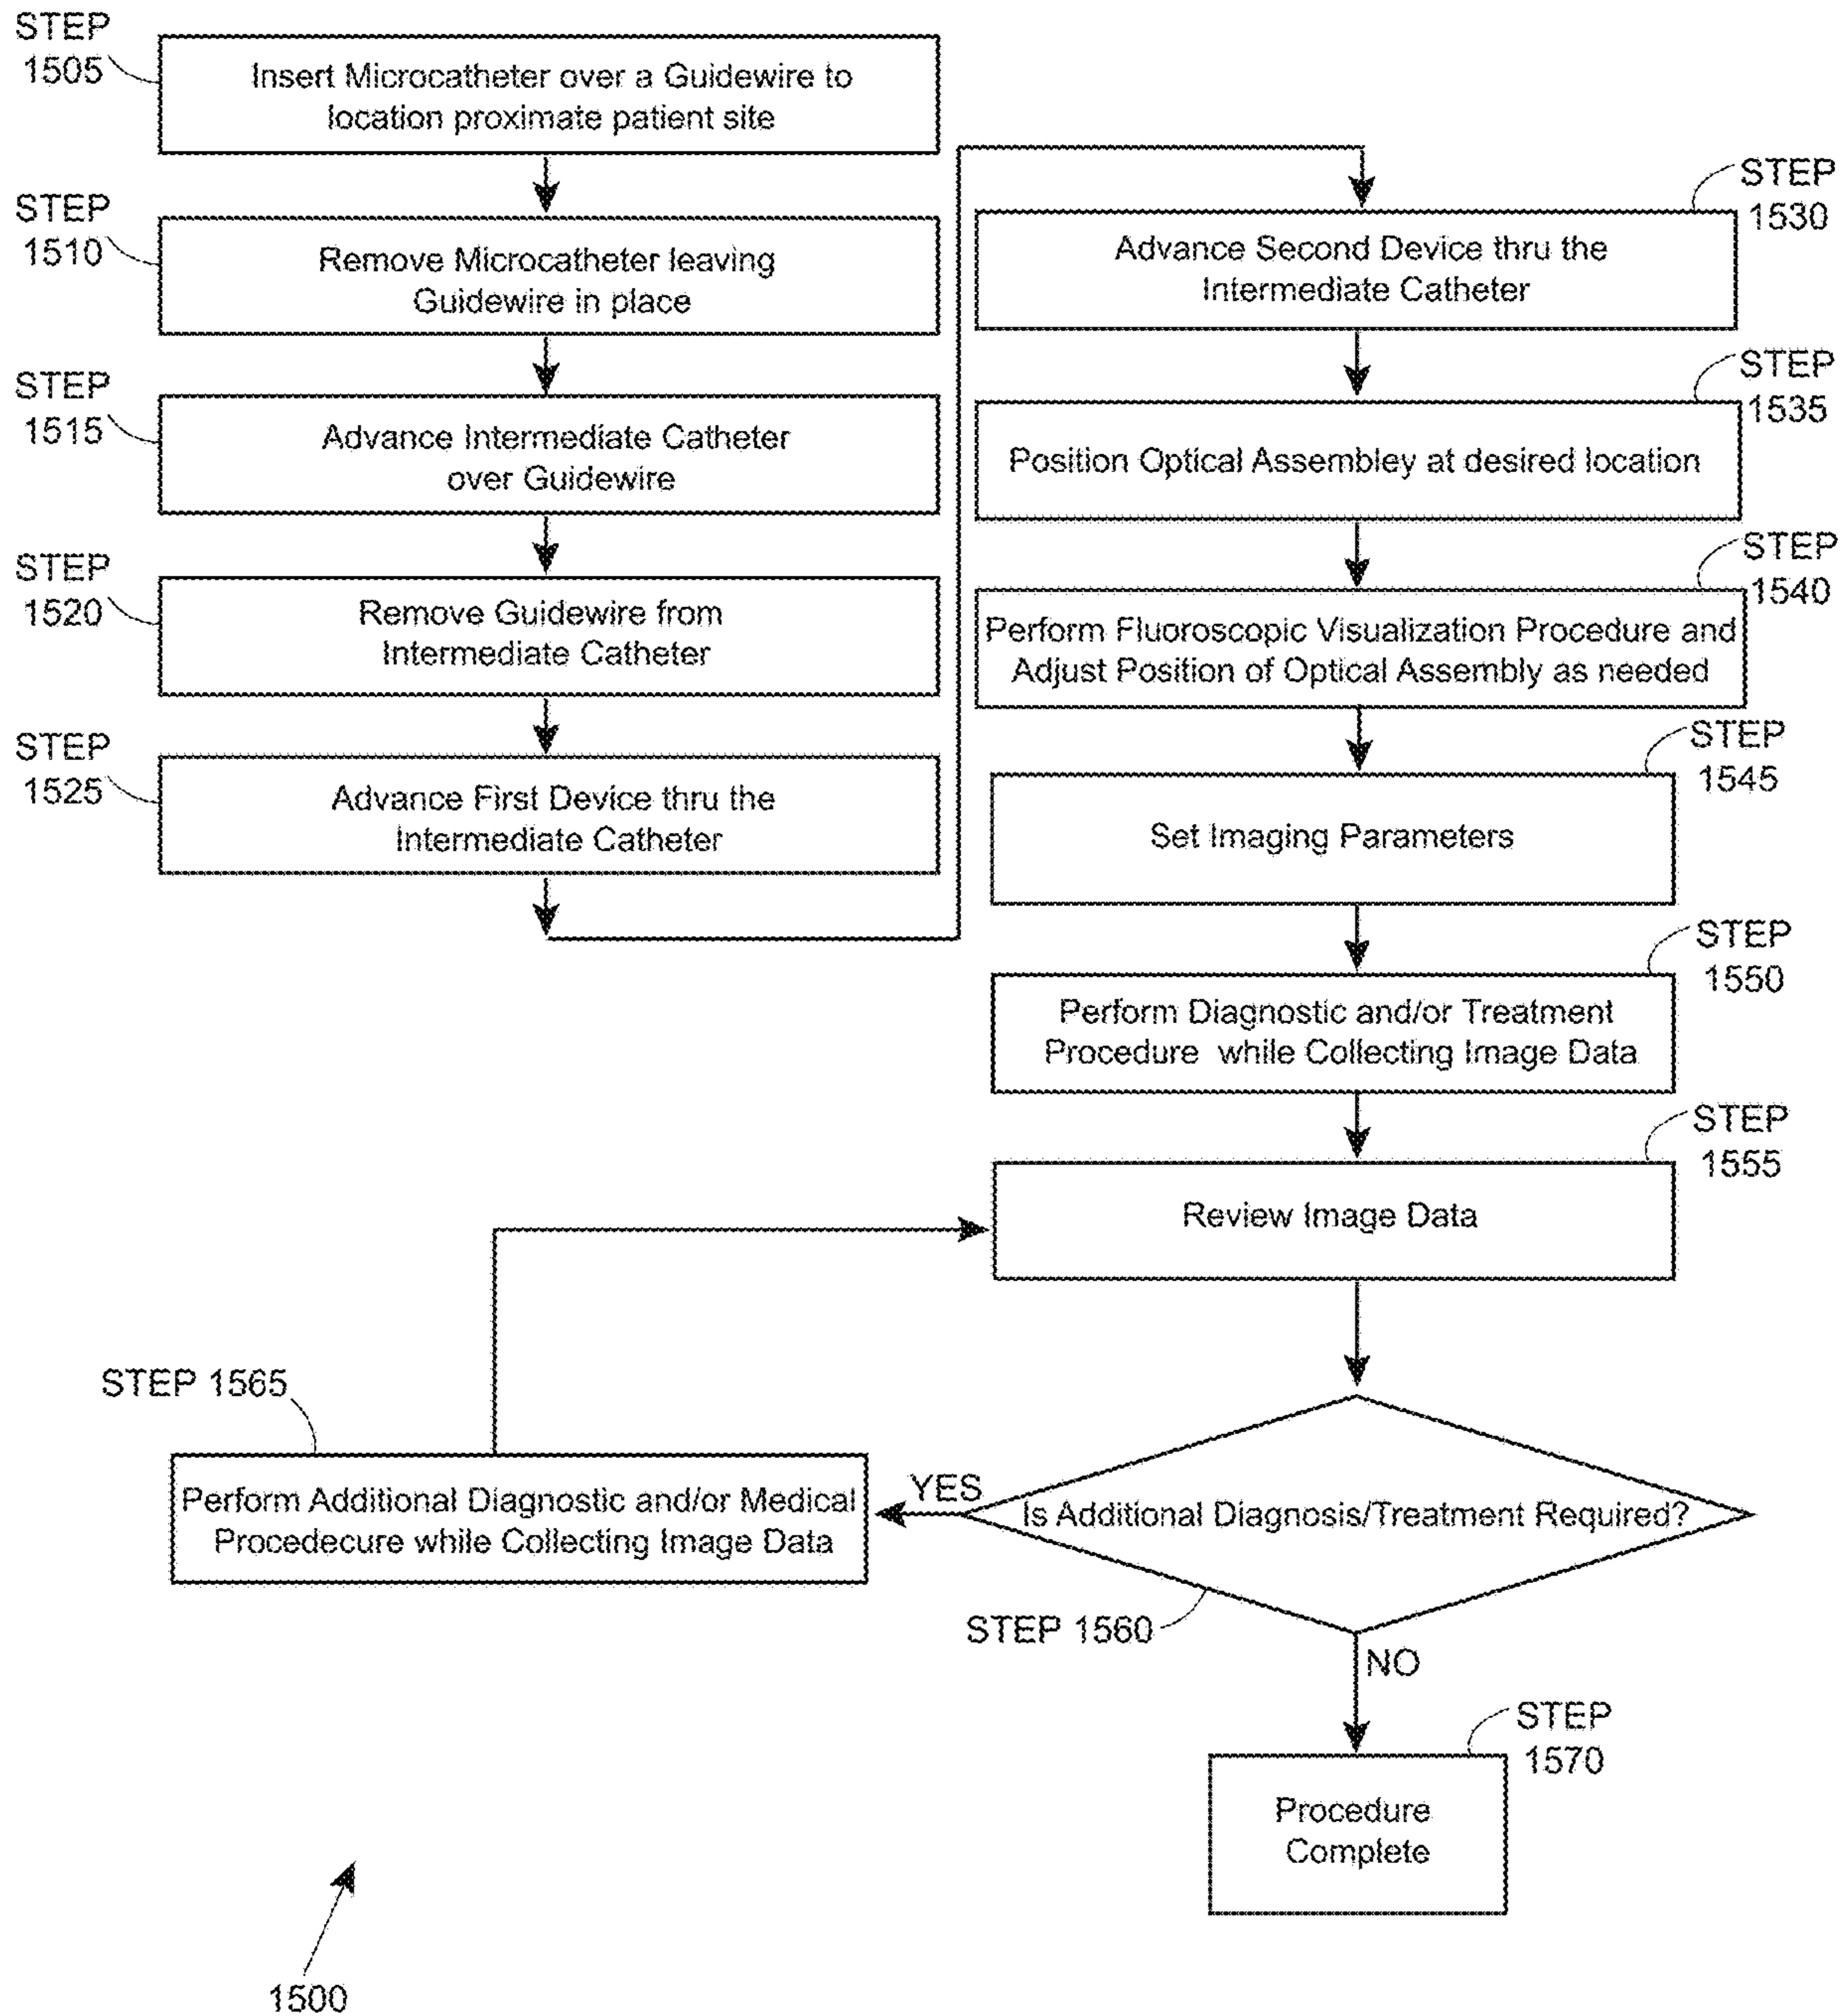 STEP
1505
Insert Microcatheter over a Guidewire to
location proximate patient site
STEP
1510
Remove Microcatheter leaving
Guidewire in place
STEP
1515
Advance Intermediate Catheter
over Guidewire
STEP
1520
Remove Guidewire from
Intermediate Catheter
STEP
1525
Advance First Device thru the
Intermediate Catheter
STEP
1530
Advance Second Device thru the
Intermediate Catheter
STEP
1535
Position Optical Assembley at desired location
STEP
1540
Perform Fluoroscopic Visualization Procedure and
Adjust Position of Optical Assembly as needed
STEP
1545
Set Imaging Parameters
STEP
1550
Perform Diagnostic and/or Treatment
Procedure while Collecting Image Data
STEP
1555
Review Image Data
STEP 1565
Perform Additional Diagnostic and/or Medical
Procedecure while Collecting Image Data
YES
Is Additional Diagnosis/Treatment Required?
STEP 1560
NO
STEP
1570
Procedure
Complete
1500